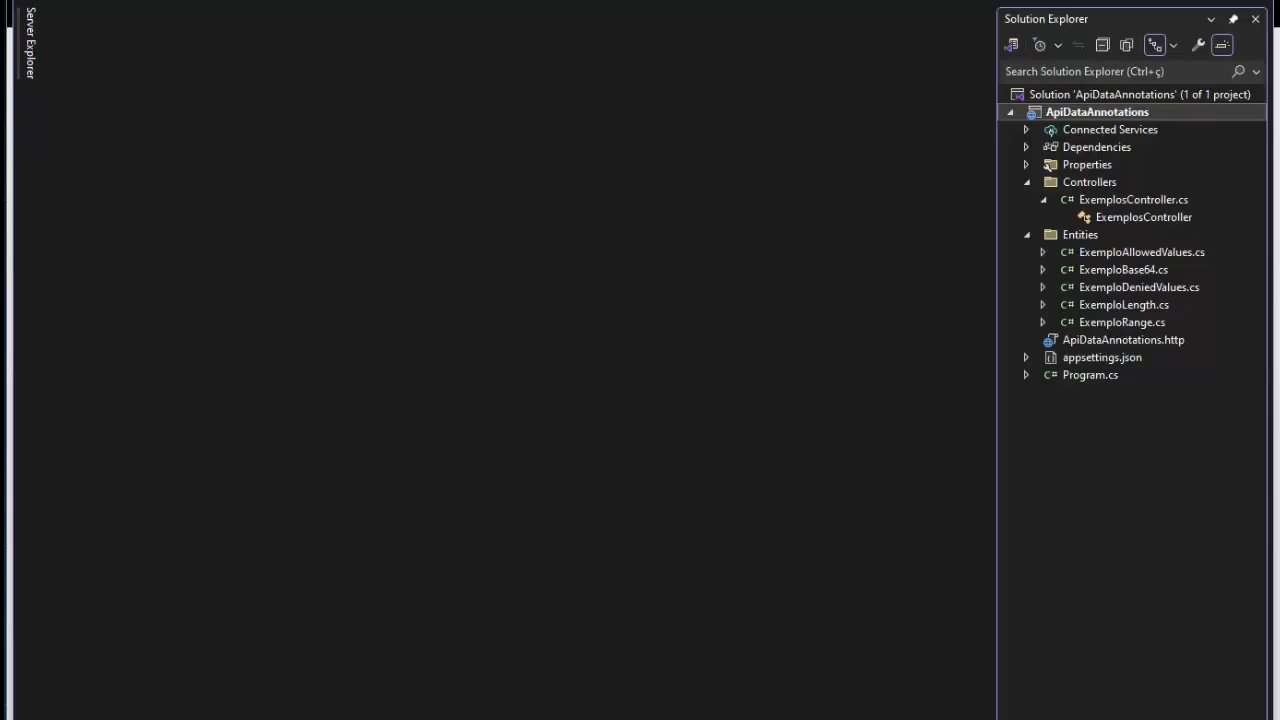 Server Explorer
Solution Explorer
Search Solution Explorer (Ctrl+ç)
Solution 'ApiDataAnnotations' (1 of 1 project)
ApiDataAnnotations
Connected Services
Dependencies
Properties
Controllers
C# ExemplosController.cs
ExemplosController
Entities
C# ExemploAllowedValues.cs
C# ExemploBase64.cs
C# ExemploDeniedValues.cs
C# ExemploLength.cs
C# ExemploRange.cs
ApiDataAnnotations.http
appsettings.json
C# Program.cs